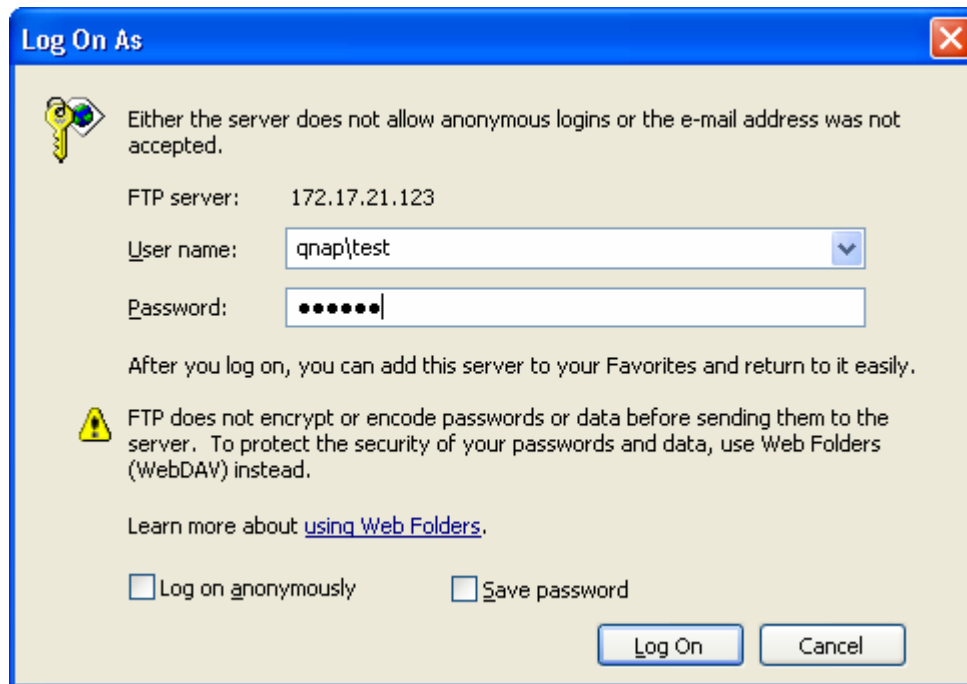 Log On As
Either the server does not allow anonymous logins or the e-mail address was not
accepted.
FTP server: 172.17.21.123
User name: qnap\test
Password: ●●●●●●
After you log on, you can add this server to your Favorites and return to it easily.
FTP does not encrypt or encode passwords or data before sending them to the
server. To protect the security of your passwords and data, use Web Folders
(WebDAV) instead.
Learn more about using Web Folders.
Log on anonymously Save password
Log On Cancel